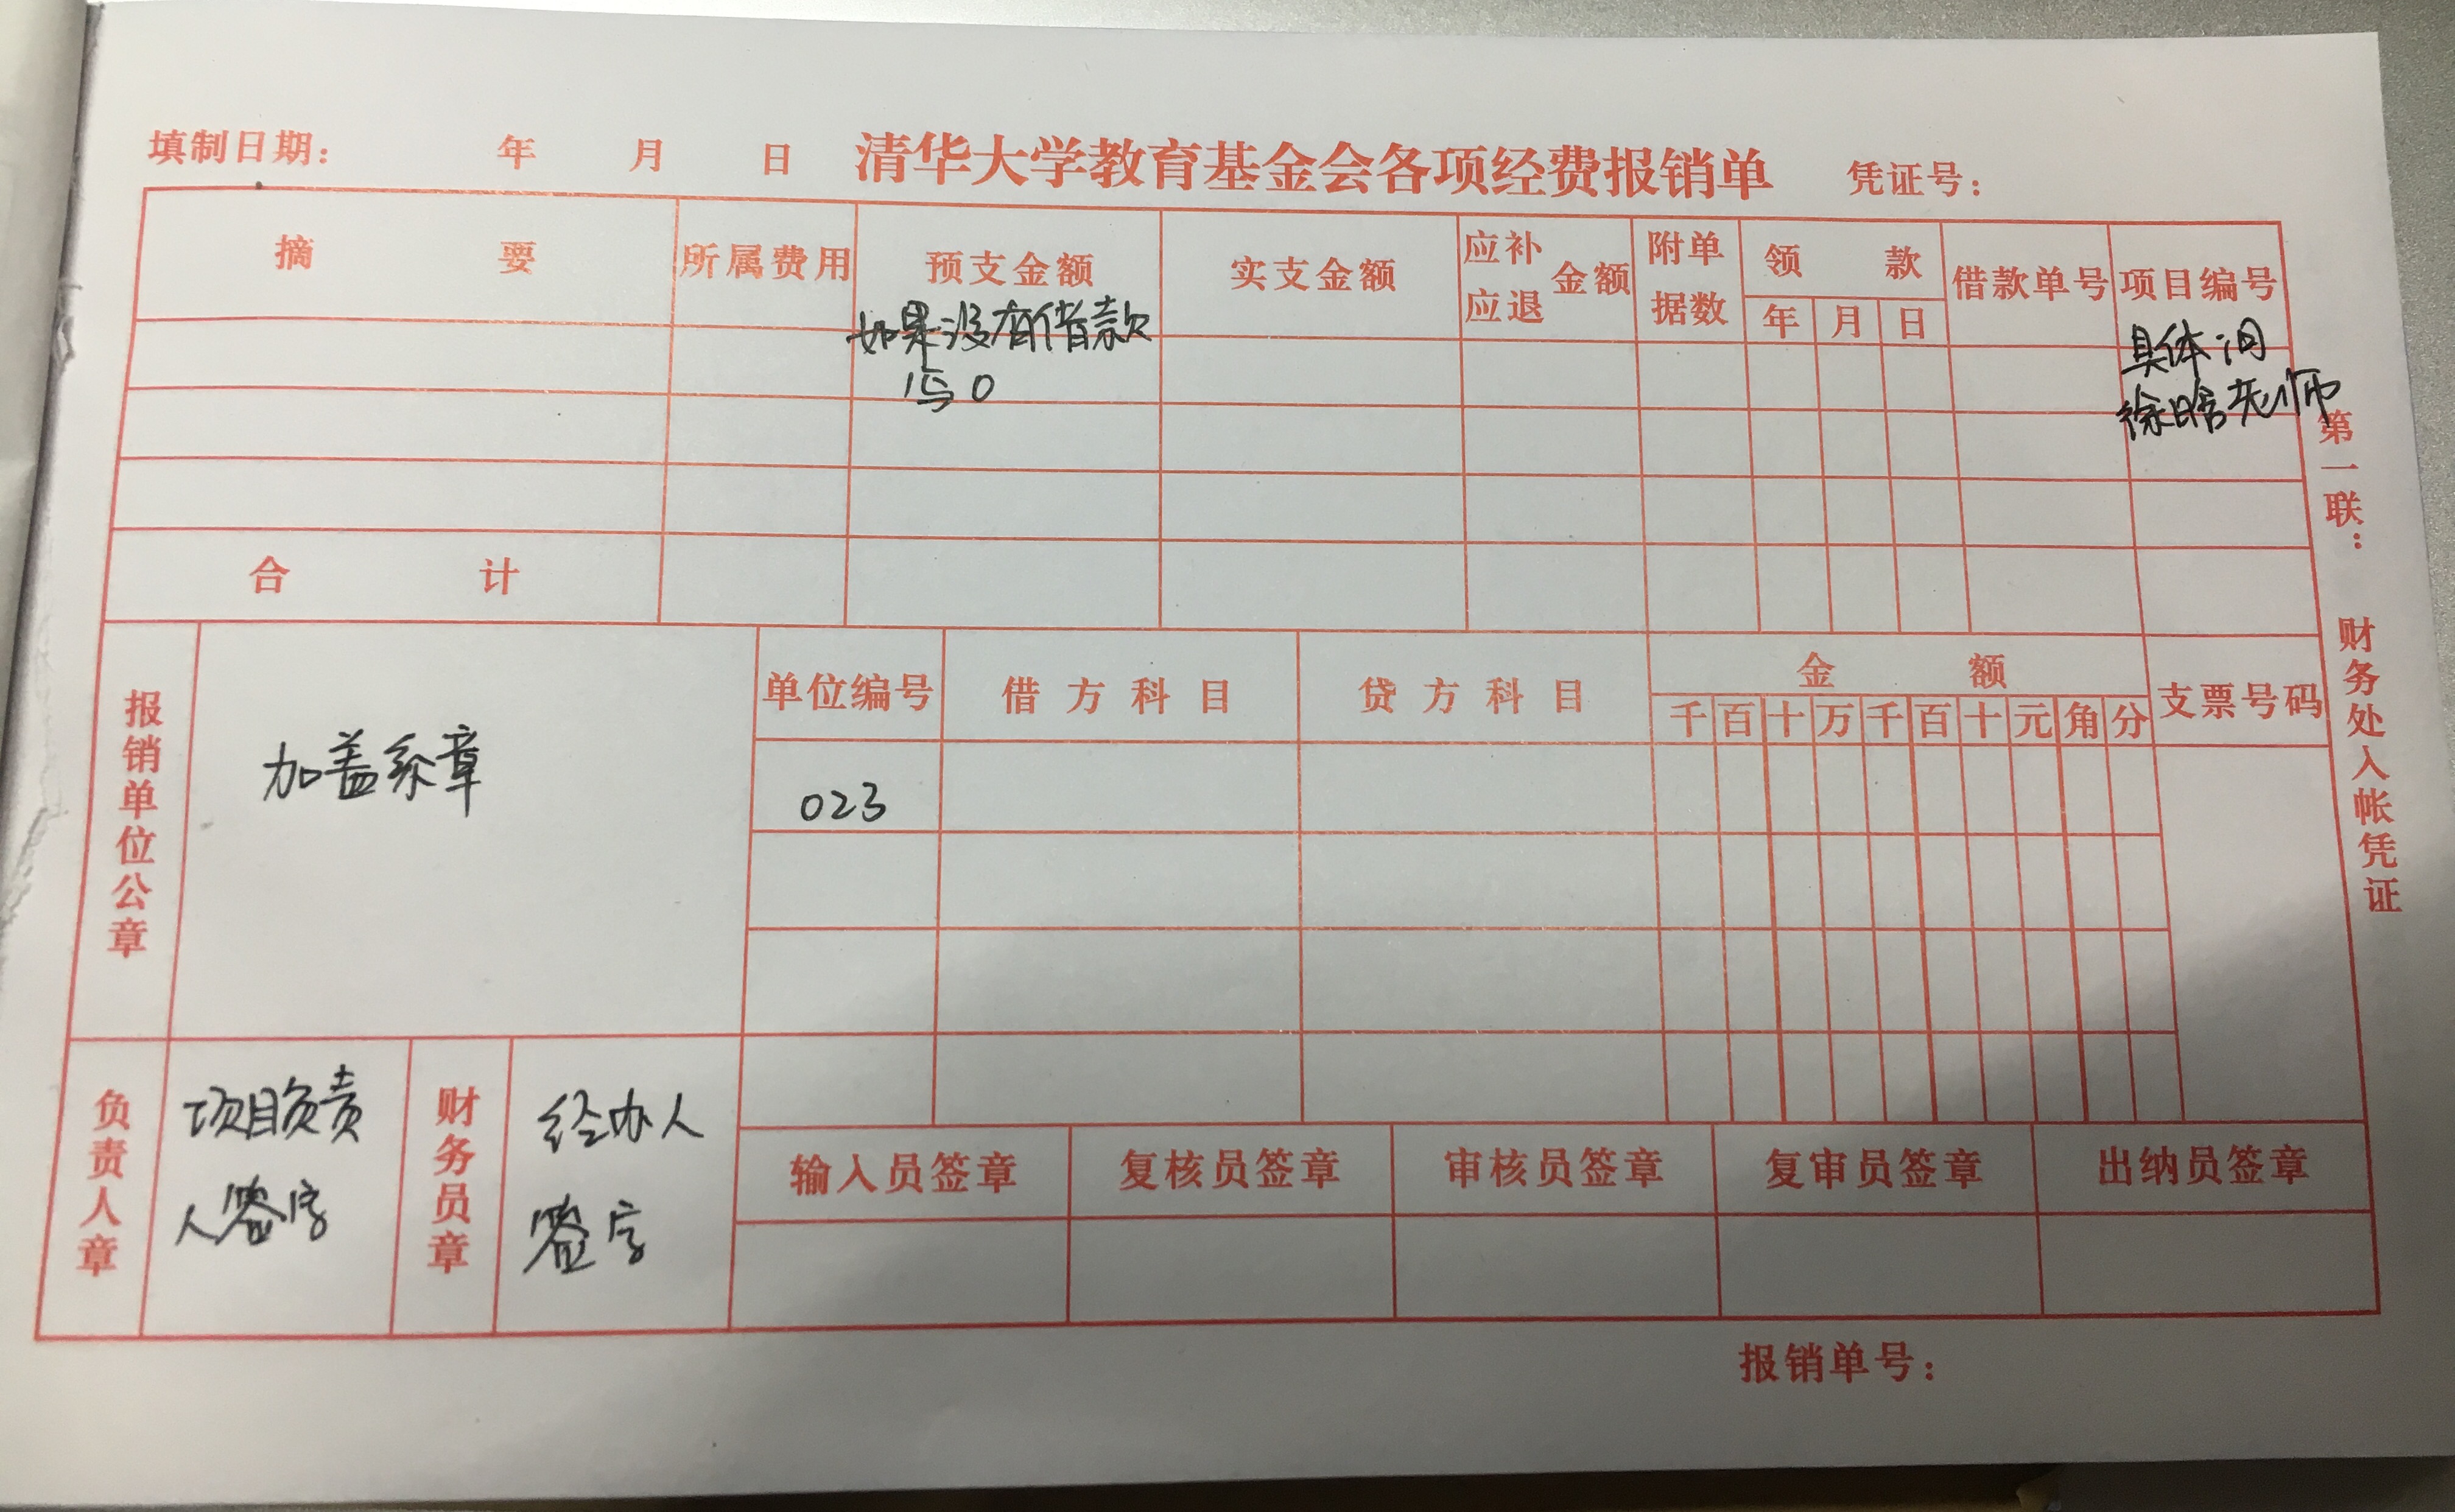 填制日期： 年 月 日 清华大学教育基金会各项经费报销单 凭证号：
摘 要 所属费用 预支金额 实支金额 应补 应退 金额 附单据数 领 款 年 月 日 借款单号 项目编号
如果没有借款
写0
具体问
徐晗老师
合 计
报销单位公章
加盖系章
单位编号 借方科目 贷方科目 金 额 支票号码
千 百 十 万 千 百 十 元 角 分
023
负责人章
项目负责
人签字
财务员章
经办人
签字
输入员签章 复核员签章 审核员签章 复审员签章 出纳员签章
第一联： 财务处入帐凭证
报销单号：